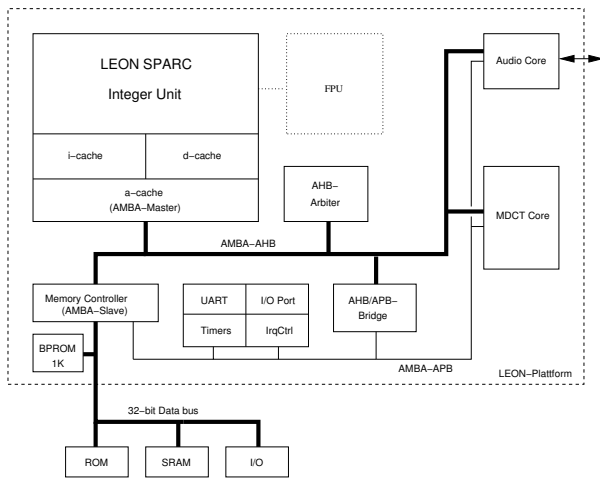 LEON SPARC
Integer Unit
FPU
Audio Core
i-cache
d-cache
a-cache
(AMBA-Master)
AHB-
Arbiter
MDCT Core
AMBA-AHB
Memory Controller
(AMBA-Slave)
UART
I/O Port
Timers
IrqCtrl
AHB/APB-
Bridge
BPROM
1K
AMBA-APB
LEON-Plattform
32-bit Data bus
ROM
SRAM
I/O